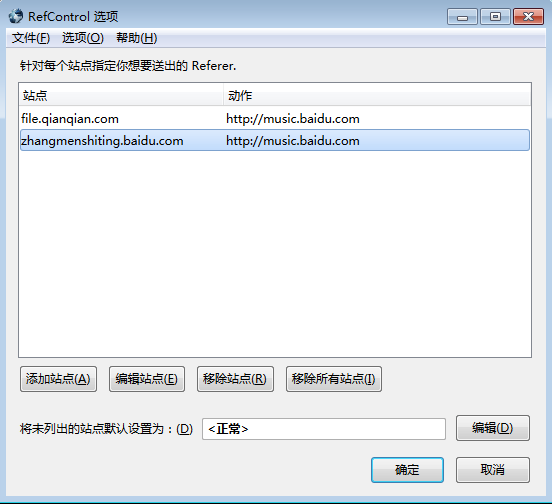 RefControl 选项
文件(F) 选项(O) 帮助(H)
针对每个站点指定你想要送出的 Referer.
站点 动作
file.qianqian.com http://music.baidu.com
zhangmenshiting.baidu.com http://music.baidu.com
添加站点(A) 编辑站点(E) 移除站点(R) 移除所有站点(I)
将未列出的站点默认设置为：(D) <正常> 编辑(D)
确定 取消